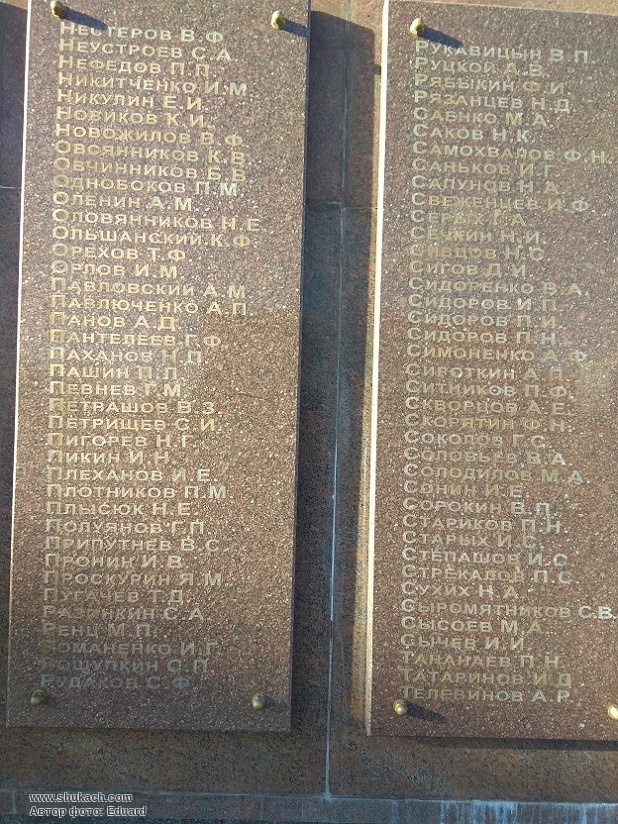 Нестеров В.Ф
Неустроев С.А.
Нефедов П.П.
Никитченко И.М
Никулин Е.И.
Новиков К.И.
Новожилов В.Ф.
Овсянников К.В.
Овчинников Б.В
Однобоков П.М.
Оленин А.М.
Оловянников Н.Е
Ольшанский К.Ф.
Орехов Т.Ф
Орлов И.М.
Павловский А.М.
Павлюченко А.П.
Панов А.Д.
Пантелеев Г.Ф.
Паханов Н.П.
Пашин П.Л.
Певнев Г.М.
Петрашов В.З.
Петрищев С.И.
Пигорев Н.Г.
Пикин И.Н.
Плеханов И.Е.
Плотников П.М
Плысюк Н.Е.
Полуянов Г.П.
Припутнев В.С.
Пронин И.В.
Проскурин Я.М
Пугачев Т.Д.
Разинкин С.А.
Ренц М.П.
Романенко И.Г
Рощупкин С.П
Рудаков С.Ф
Рукавицын В.П.
Руцкой А.В.
Рябыкин Ф.И.
Рязанцев Н.Д.
М.А.
Саков Н.К.
Самохвалов Ф.Н.
Саньков И.Г.
Сапунов Н.А.
Свеженцев И.Ф
Серых Г.А.
Сечкин Н.И.
Н.С.
Сигов Д.И.
Сидоренко В.А.
Сидоров И.П.
Сидоров П.И.
Сидоров П.Н.
Симоненко А.Ф
Сироткин А.П.
Ситников П.Ф.
Скворцов А.Е.
Скорятин Ф.Н.
Соколов Г.С.
Соловьев В.А.
Солодилов М.А.
Сонин И.Е.
Сорокин В.П.
Стариков П.Н.
Старых И.С.
Степашов И.С
Стрекалов П.С.
Сухих Н.А.
Сыромятников С.В.
Сысоев М.А
Сычев И.И.
Тананаев П.Н.
Татаринов И.Д
Телевинов А.Р.
www.shukach.com
Автор фото: Eduard